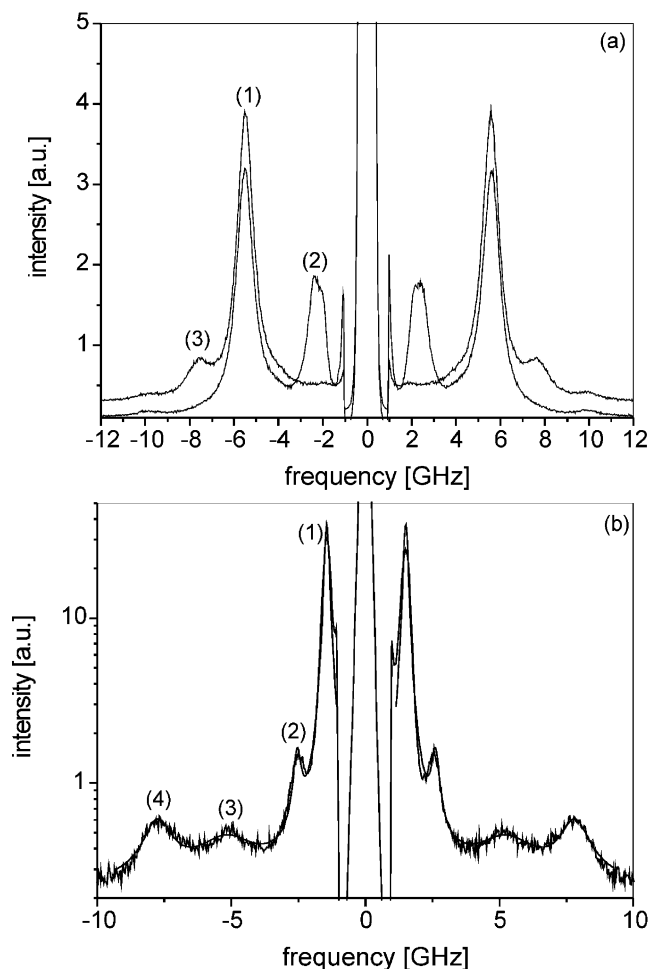 (a)
5
4
3
2
1
(1)
(2)
(3)
intensity [a.u.]
-12 -10 -8 -6 -4 -2 0 2 4 6 8 10 12
frequency [GHz]
(b)
10
1
(1)
(2)
(3)
(4)
intensity [a.u.]
-10 -5 0 5 10
frequency [GHz]